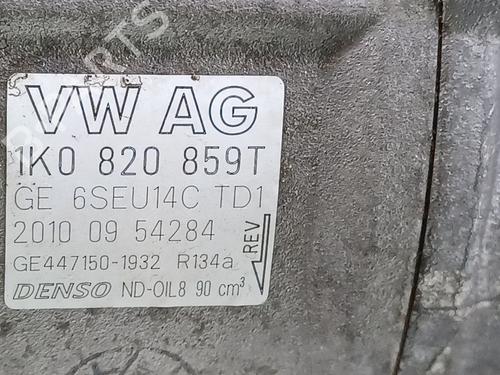 VW AG
1K0 820 859T
GE 6SEU14C TD1
2010 09 54284
REV
GE447150-1932 R134a
DENSO ND-OIL8 90 cm³